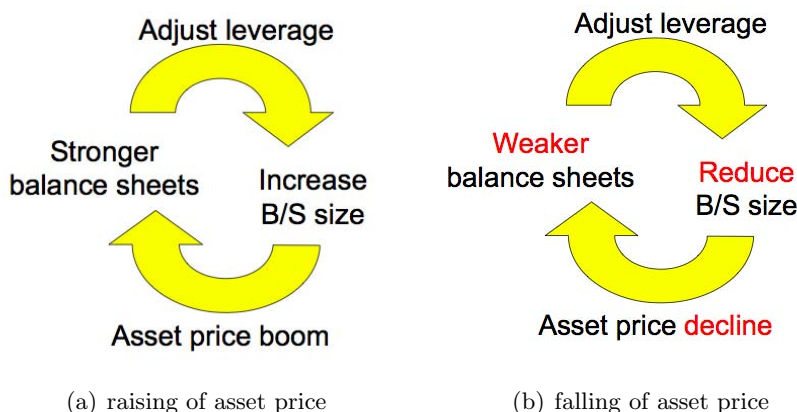 Adjust leverage
Stronger
balance sheets
Increase
B/S size
Asset price boom
(a) raising of asset price
Adjust leverage
Weaker
balance sheets
Reduce
B/S size
Asset price decline
(b) falling of asset price